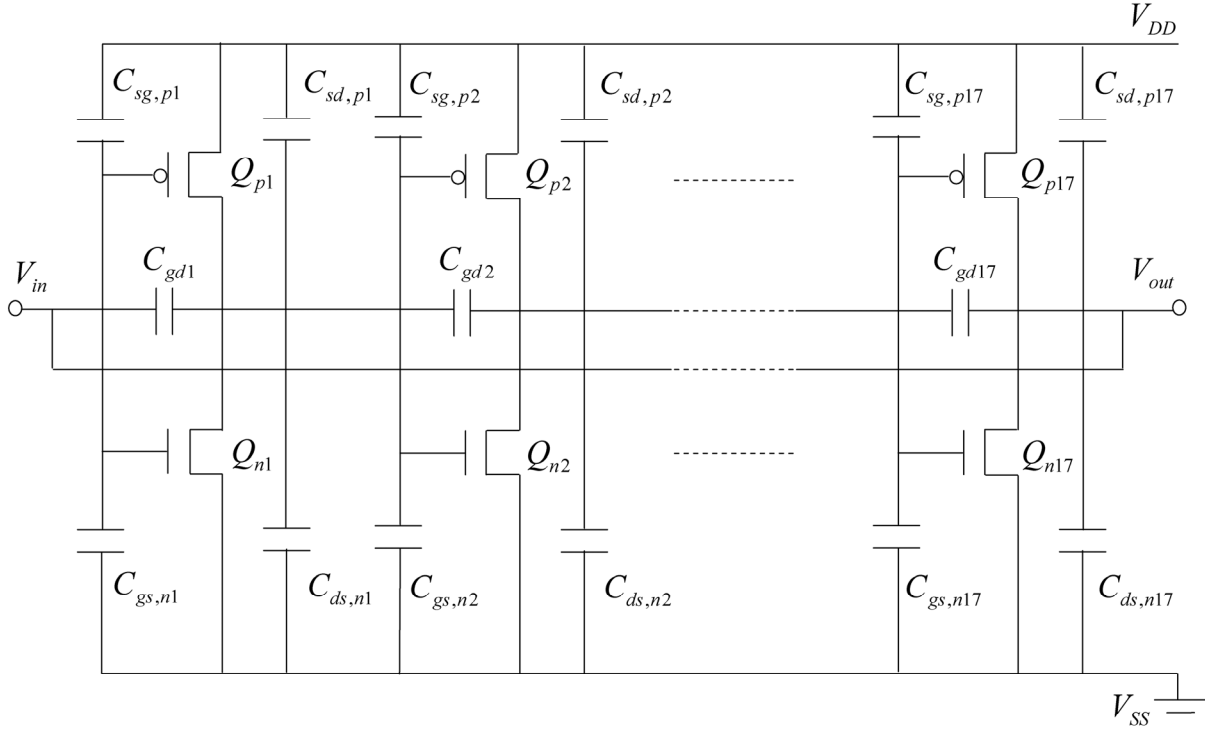 V_DD
C_sg,p1 C_sd,p1 C_sg,p2 C_sd,p2 C_sg,p17 C_sd,p17
Q_p1 Q_p2 Q_p17
V_in C_gd1 C_gd2 C_gd17 V_out
Q_n1 Q_n2 Q_n17
C_gs,n1 C_ds,n1 C_gs,n2 C_ds,n2 C_gs,n17 C_ds,n17
V_SS